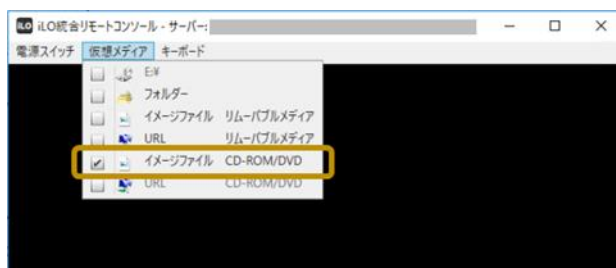 iLO iLO統合リモートコンソール - サーバー:
電源スイッチ 仮想メディア キーボード
E:¥
フォルダー
イメージファイル リムーバブルメディア
URL リムーバブルメディア
イメージファイル CD-ROM/DVD
URL CD-ROM/DVD